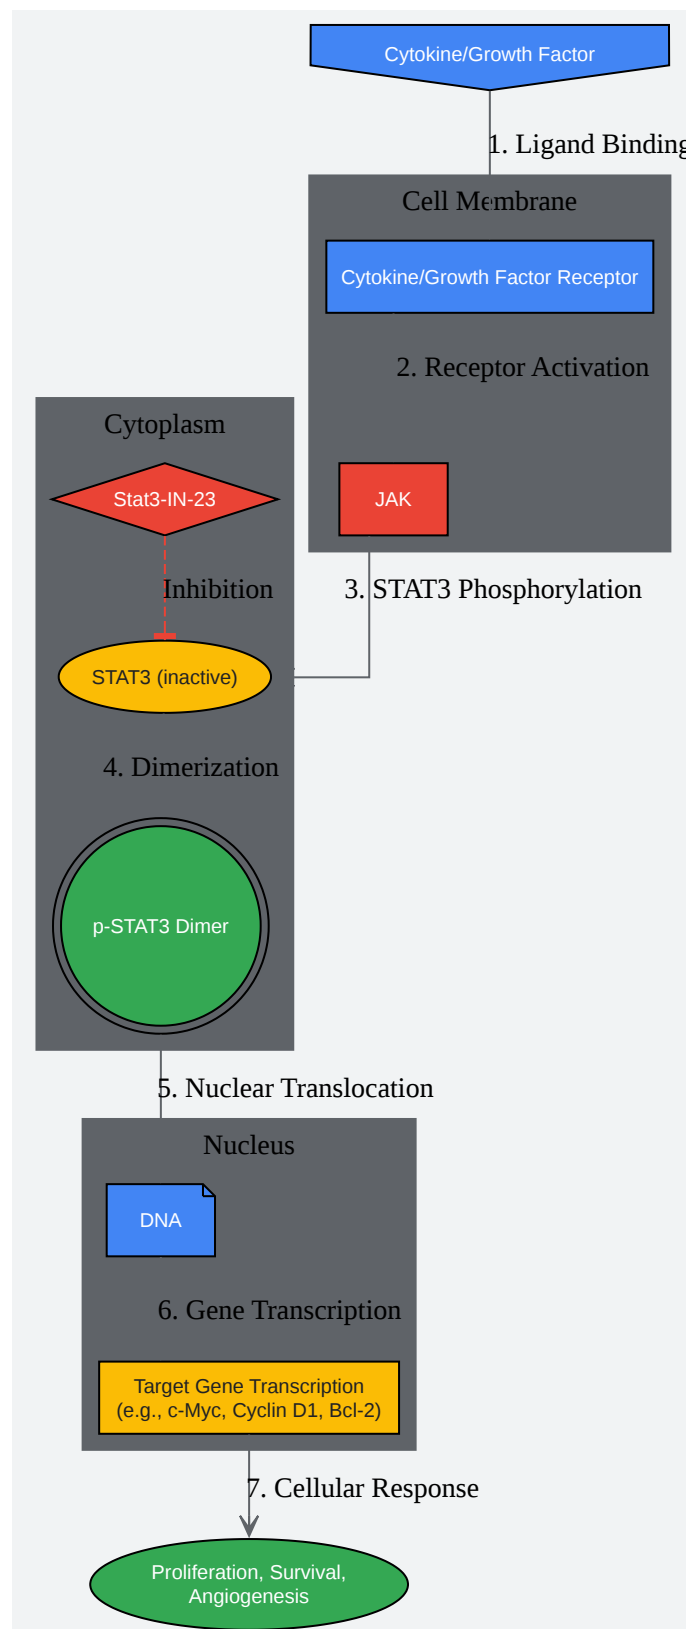 Cytokine/Growth Factor
1. Ligand Binding
Cell Membrane
Cytokine/Growth Factor Receptor
2. Receptor Activation
Cytoplasm
Stat3-IN-23
JAK
Inhibition
3. STAT3 Phosphorylation
STAT3 (inactive)
4. Dimerization
p-STAT3 Dimer
5. Nuclear Translocation
Nucleus
DNA
6. Gene Transcription
Target Gene Transcription
(e.g., c-Myc, Cyclin D1, Bcl-2)
7. Cellular Response
Proliferation, Survival,
Angiogenesis